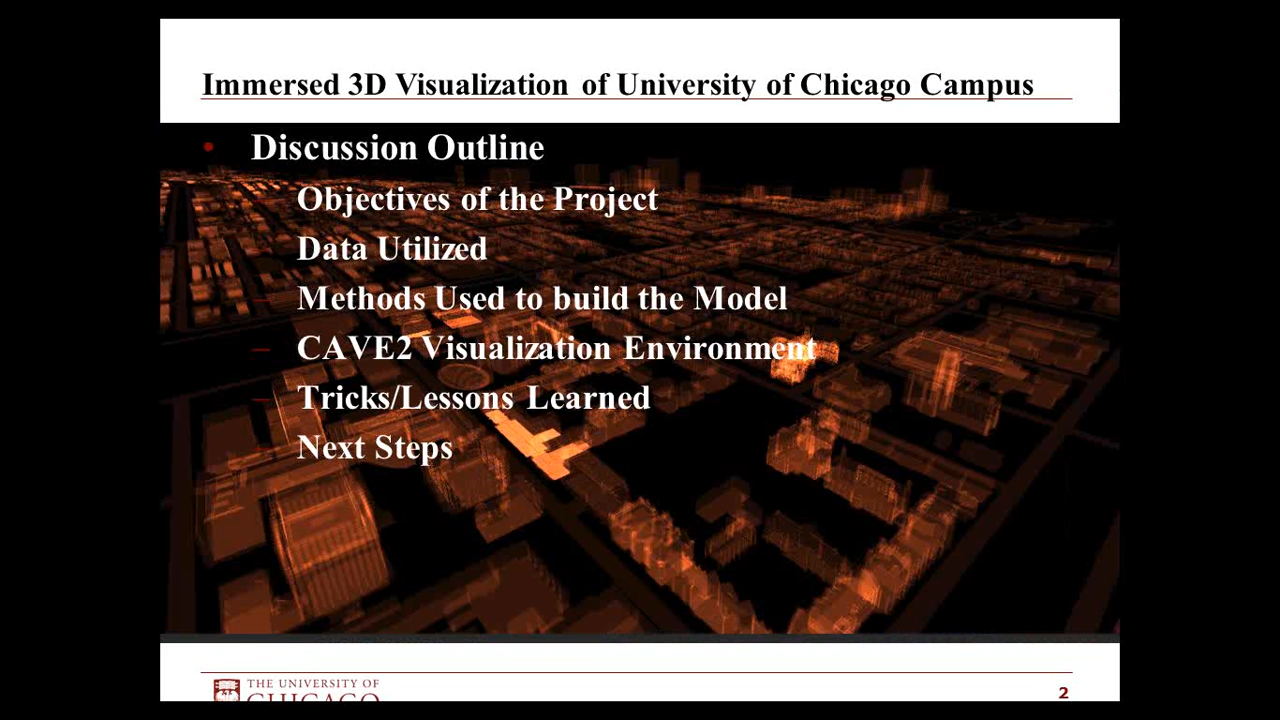 Immersed 3D Visualization of University of Chicago Campus
• Discussion Outline
Objectives of the Project
Data Utilized
– Methods Used to build the Model
– CAVE2 Visualization Environment
– Tricks/Lessons Learned
Next Steps
THE UNIVERSITY OF
CHICAGO
2